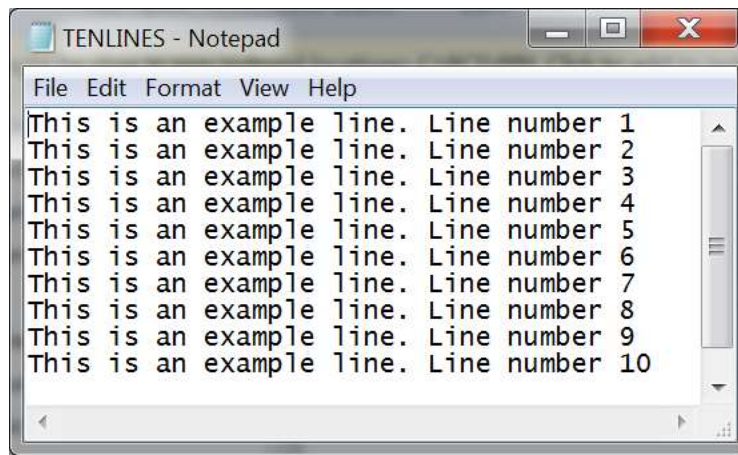 TENLINES - Notepad
File Edit Format View Help
This is an example line. Line number 1
This is an example line. Line number 2
This is an example line. Line number 3
This is an example line. Line number 4
This is an example line. Line number 5
This is an example line. Line number 6
This is an example line. Line number 7
This is an example line. Line number 8
This is an example line. Line number 9
This is an example line. Line number 10